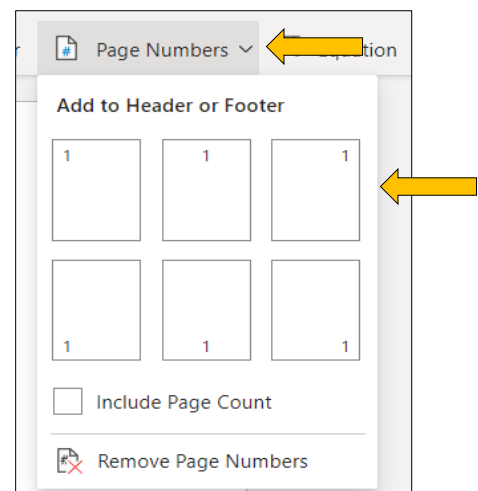 Page Numbers
Add to Header or Footer
1 1 1
1 1 1
Include Page Count
# Remove Page Numbers